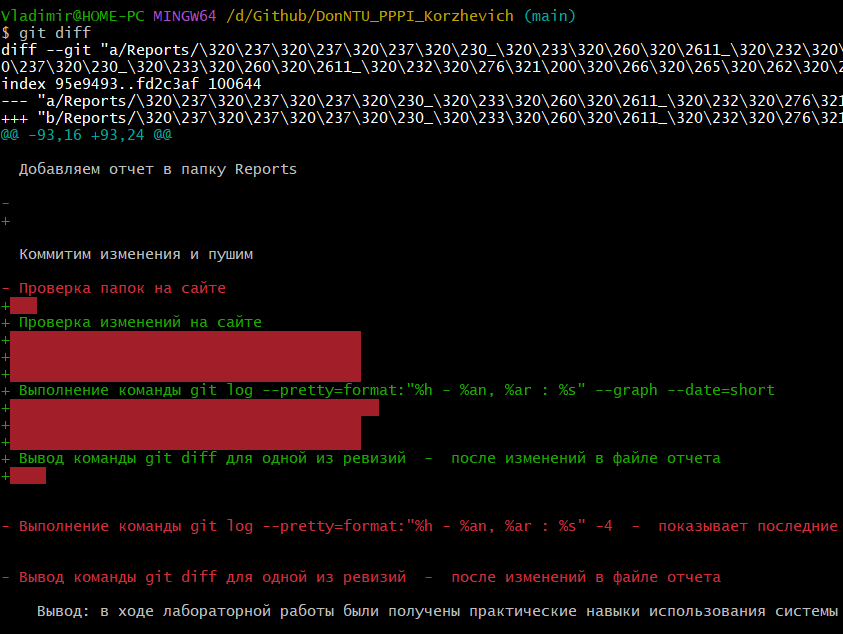 Vladimir@HOME-PC MINGW64 /d/Github/DonNTU_PPPI_Korzhevich (main)
$ git diff
diff --git "a/Reports/\320\237\320\237\320\237\320\230_\320\233\320\260\320\2611_\320\232\320\
0\237\320\230_\320\233\320\260\320\2611_\320\232\320\276\321\200\320\266\320\265\320\262\320\2
index 95e9493..fd2c3af 100644
--- "a/Reports/\320\237\320\237\320\237\320\230_\320\233\320\260\320\2611_\320\232\320\276\321
+++ "b/Reports/\320\237\320\237\320\237\320\230_\320\233\320\260\320\2611_\320\232\320\276\321
@@ -93,16 +93,24 @@
Добавляем отчет в папку Reports
-
+
Коммитим изменения и пушим
- Проверка папок на сайте
+
+ Проверка изменений на сайте
+
+
+
+ Выполнение команды git log --pretty=format:"%h - %an, %ar : %s" --graph --date=short
+
+
+
+ Вывод команды git diff для одной из ревизий - после изменений в файле отчета
+
- Выполнение команды git log --pretty=format:"%h - %an, %ar : %s" -4 - показывает последние
- Вывод команды git diff для одной из ревизий - после изменений в файле отчета
Вывод: в ходе лабораторной работы были получены практические навыки использования системы